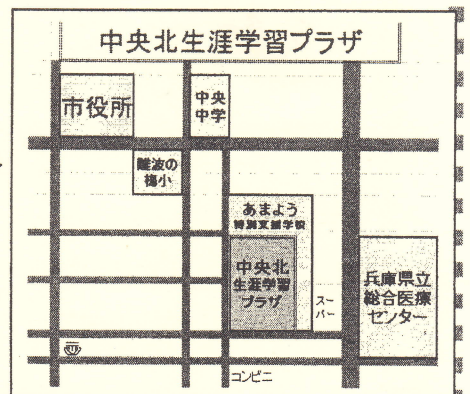 中央北生涯学習プラザ
市役所
中央
中学
難波の
梅小
あまよう
特別支援学校
中央北
生涯学習
プラザ
スー
パー
兵庫県立
総合医療
センター
コンビニ